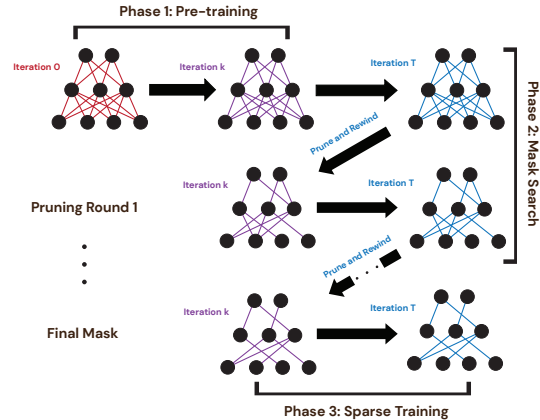 Phase 1: Pre-training
Iteration 0
Iteration k
Iteration T
Phase 2: Mask Search
Prune and Rewind
Iteration k
Iteration T
Pruning Round 1
Prune and Rewind
Iteration k
Iteration T
Final Mask
Phase 3: Sparse Training